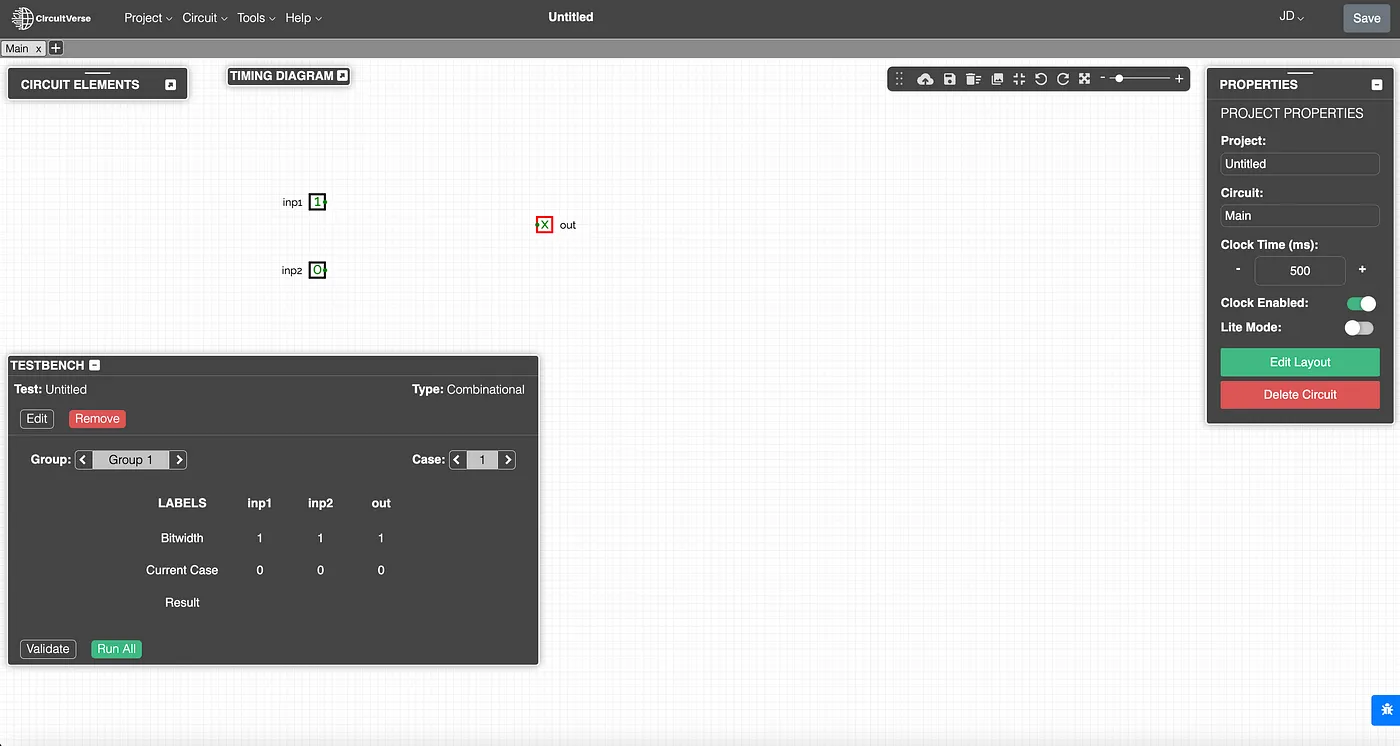 CircuitVerse Project Circuit Tools Help Untitled JD Save
Main x +
CIRCUIT ELEMENTS
TIMING DIAGRAM
- +
PROPERTIES
PROJECT PROPERTIES
Project:
Untitled
Circuit:
Main
Clock Time (ms):
- 500 +
Clock Enabled:
Lite Mode:
Edit Layout
Delete Circuit
inp1 1
X out
inp2 0
TESTBENCH
Test: Untitled Type: Combinational
Edit Remove
Group: < Group 1 > Case: < 1 >
LABELS inp1 inp2 out
Bitwidth 1 1 1
Current Case 0 0 0
Result
Validate Run All